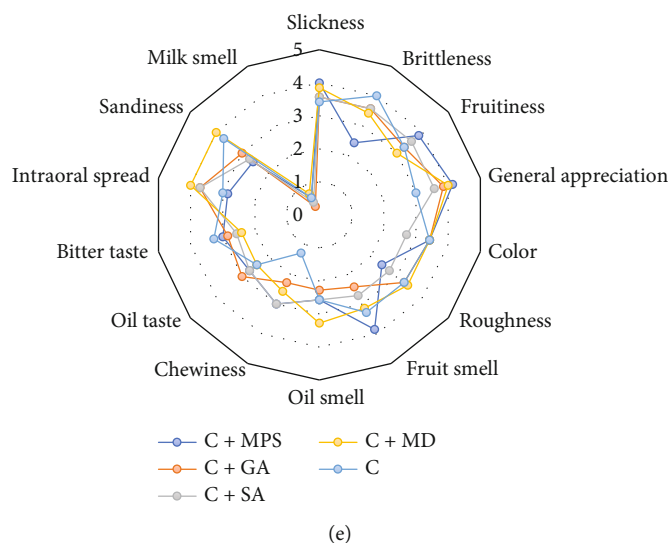 Slickness
Milk smell
Brittleness
Sandiness
Fruitiness
Intraoral spread
General appreciation
Bitter taste
Color
Oil taste
Roughness
Chewiness
Fruit smell
Oil smell
5
4
3
2
1
0
C + MPS
C + MD
C + GA
C
C + SA
(e)